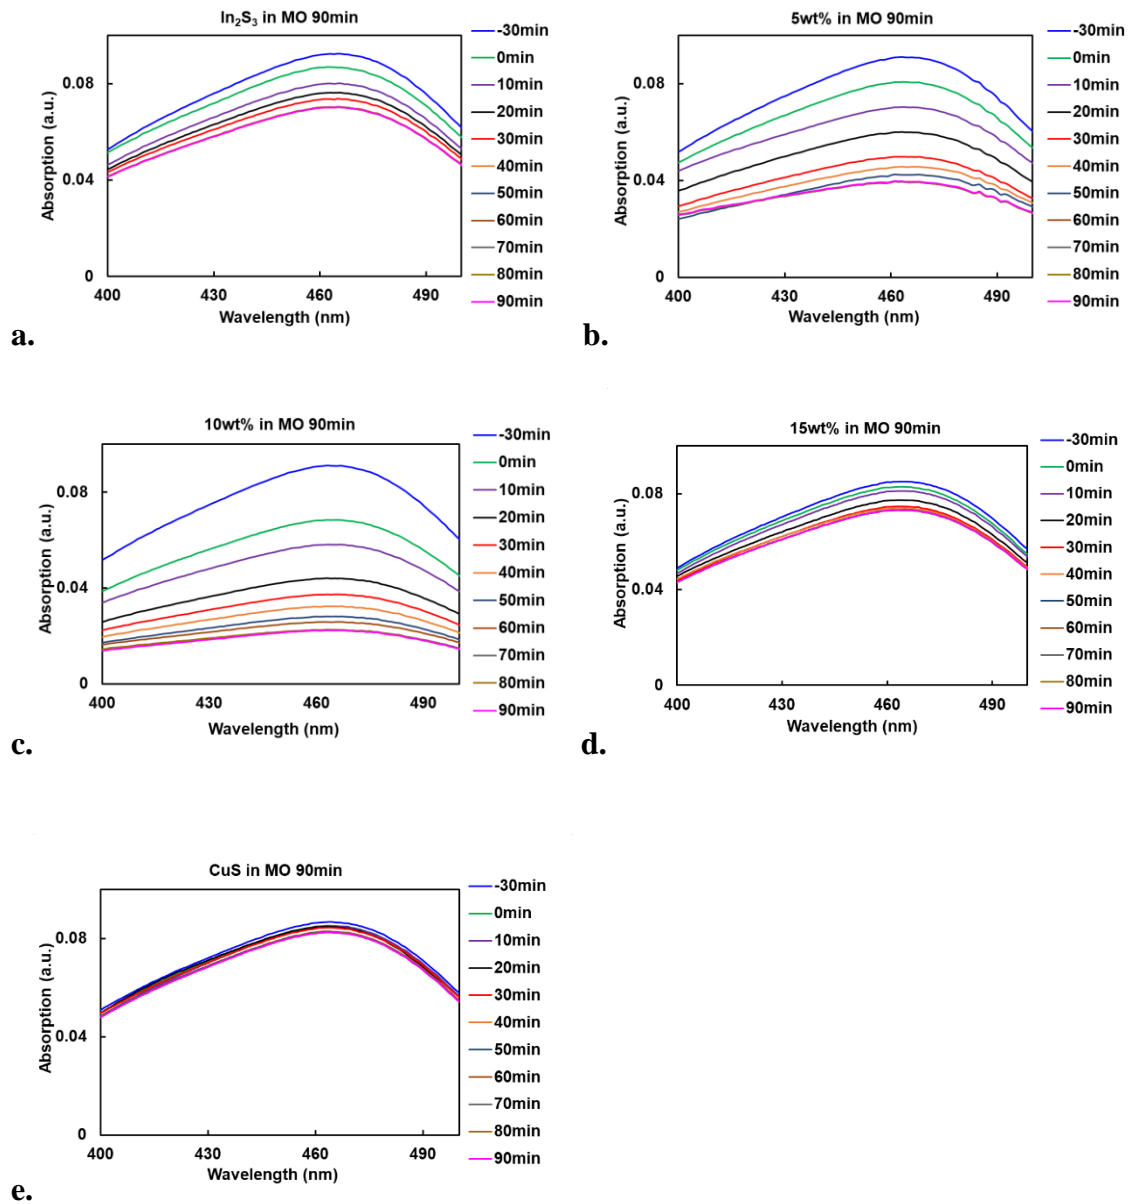 In₂S₃ in MO 90min
Absorption (a.u.)
0.08
0.04
0
400
430
460
490
Wavelength (nm)
-30min
0min
10min
20min
30min
40min
50min
60min
70min
80min
90min
a.
5wt% in MO 90min
Absorption (a.u.)
0.08
0.04
0
400
430
460
490
Wavelength (nm)
-30min
0min
10min
20min
30min
40min
50min
60min
70min
80min
90min
b.
10wt% in MO 90min
Absorption (a.u.)
0.08
0.04
0
400
430
460
490
Wavelength (nm)
-30min
0min
10min
20min
30min
40min
50min
60min
70min
80min
90min
c.
15wt% in MO 90min
Absorption (a.u.)
0.08
0.04
0
400
430
460
490
Wavelength (nm)
-30min
0min
10min
20min
30min
40min
50min
60min
70min
80min
90min
d.
CuS in MO 90min
Absorption (a.u.)
0.08
0.04
0
400
430
460
490
Wavelength (nm)
-30min
0min
10min
20min
30min
40min
50min
60min
70min
80min
90min
e.